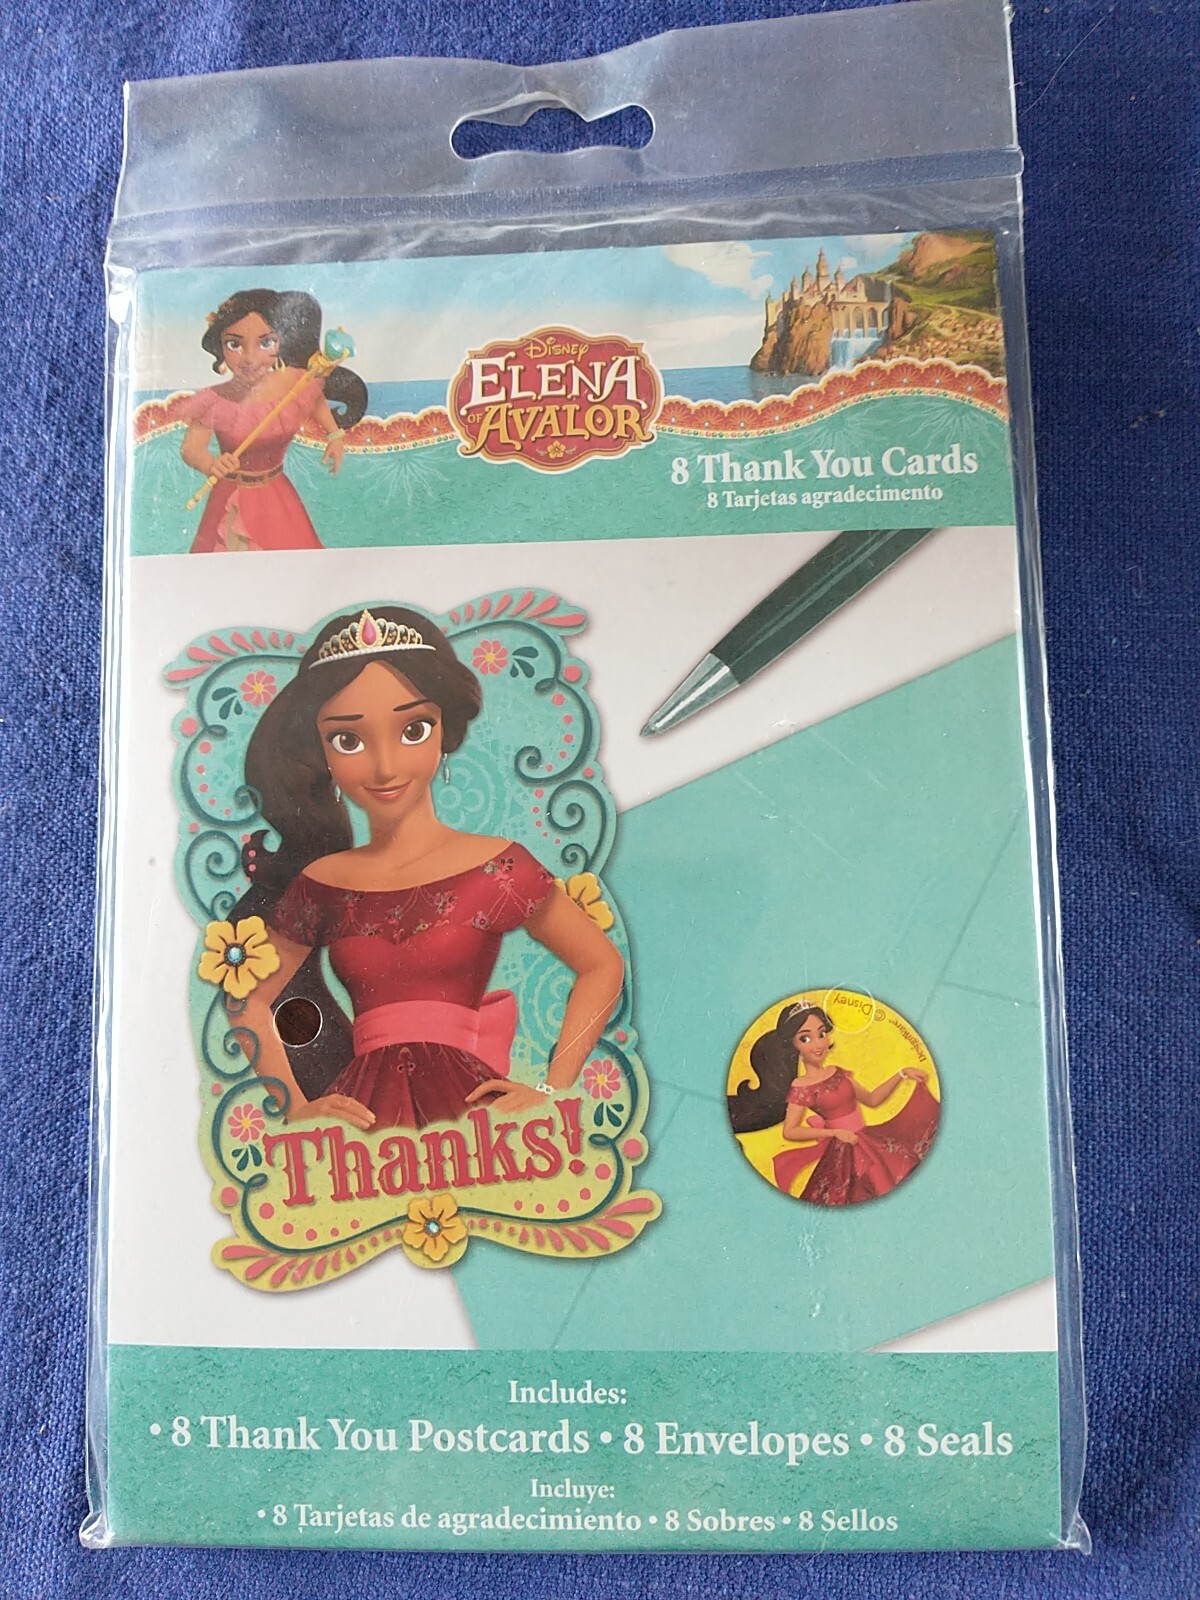 Disney
ELENA
OF AVALOR
8 Thank You Cards
8 Tarjetas agradecimento
Thanks!
© Disney
Designware
Includes:
• 8 Thank You Postcards • 8 Envelopes • 8 Seals
Incluye:
• 8 Tarjetas de agradecimiento • 8 Sobres • 8 Sellos